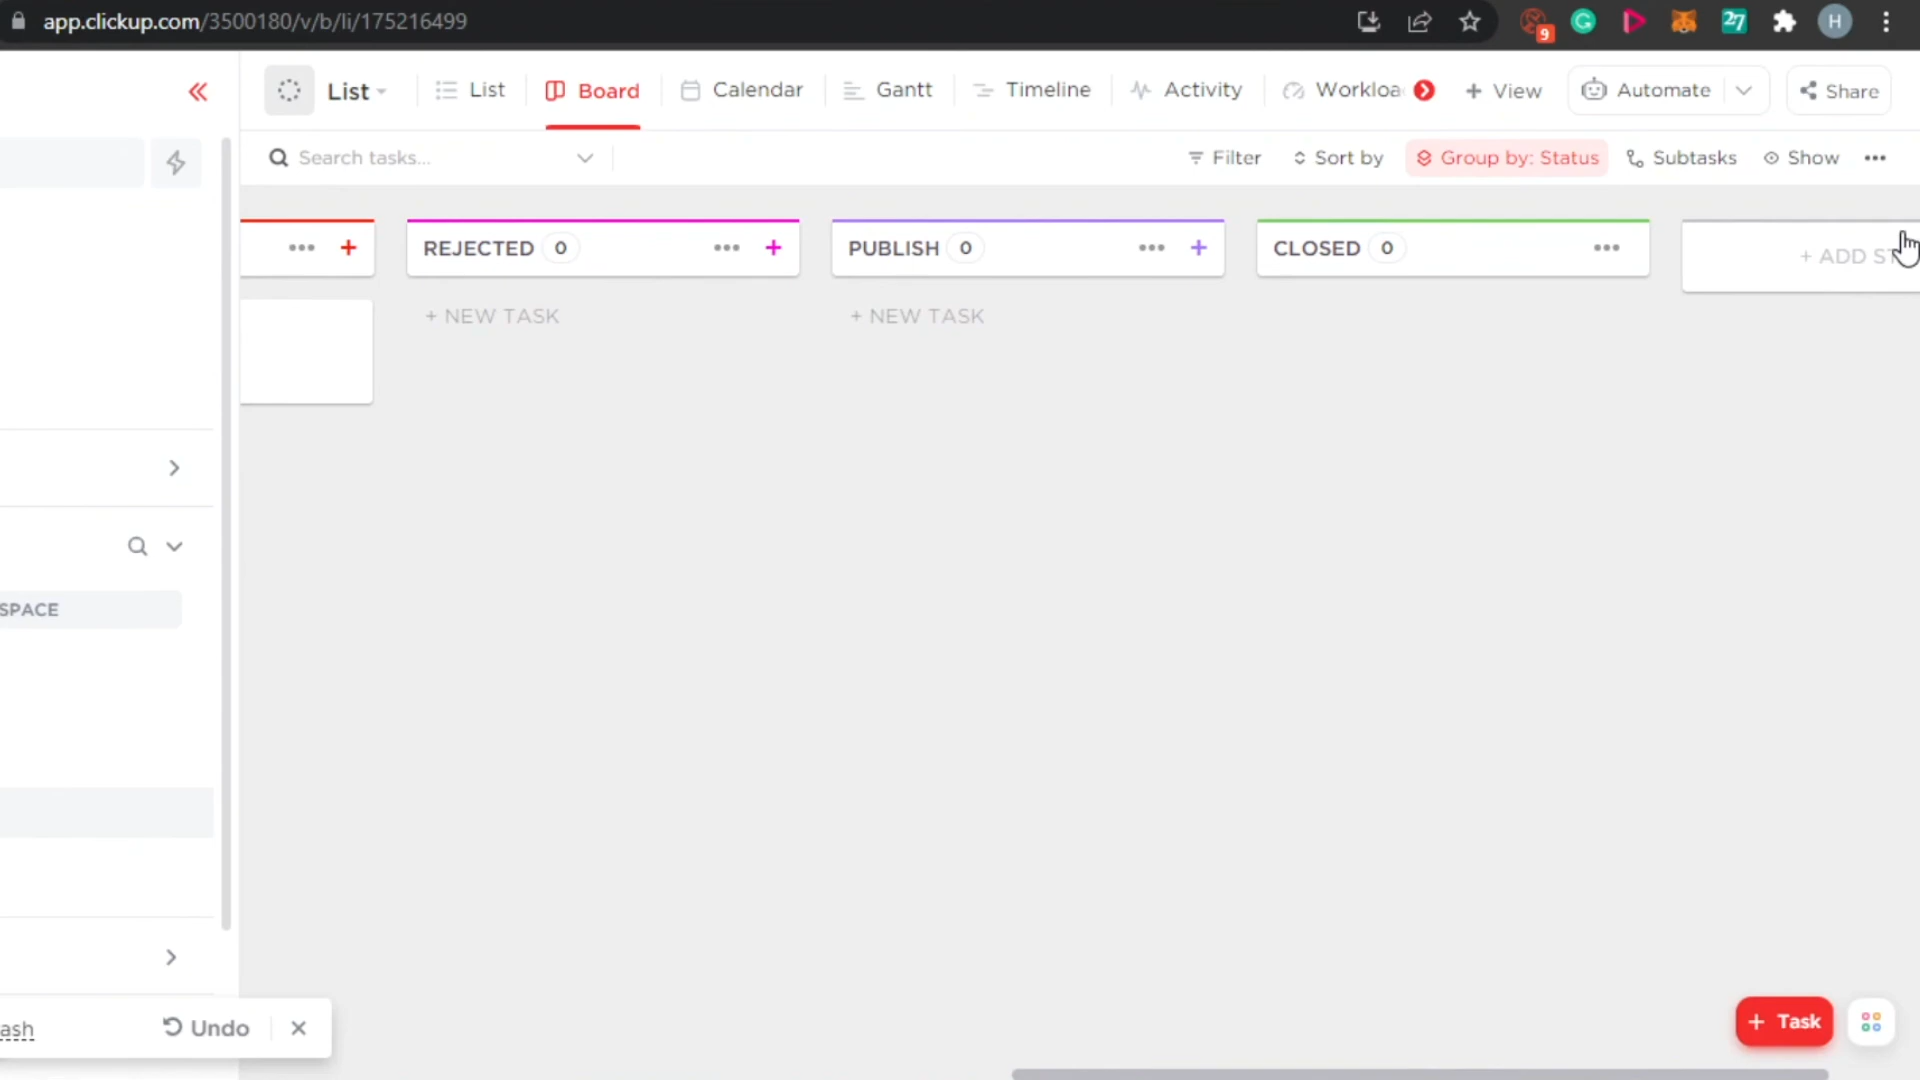 app.clickup.com/3500180/v/b/li/175216499
9
27
H
List
List
Board
Calendar
Gantt
Timeline
Activity
Workloa
+ View
Automate
Share
Search tasks...
Filter
Sort by
Group by: Status
Subtasks
Show
REJECTED 0
PUBLISH 0
CLOSED 0
+ ADD ST
+ NEW TASK
+ NEW TASK
SPACE
ash
Undo
+ Task